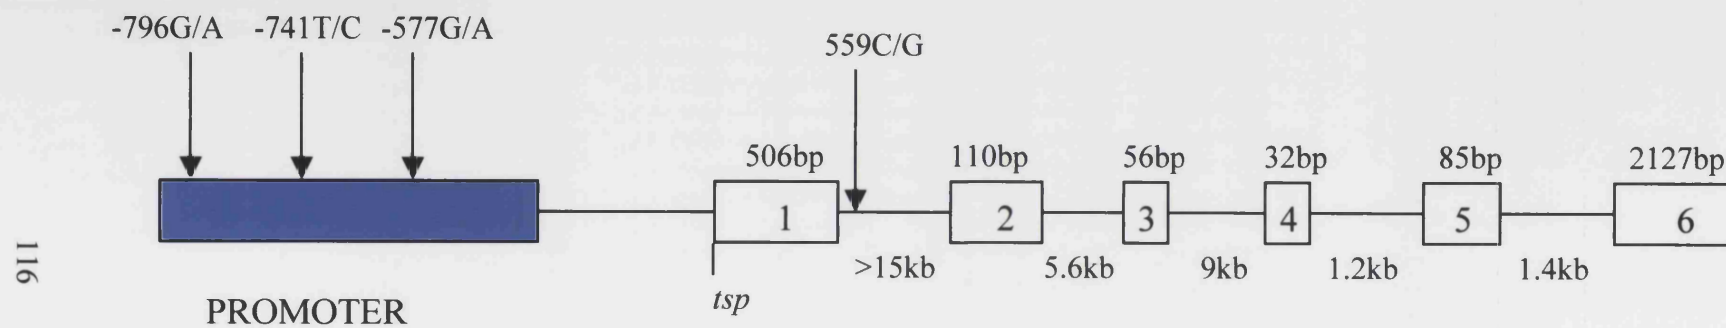 -796G/A -741T/C -577G/A
559C/G
506bp 110bp 56bp 32bp 85bp 2127bp
1 2 3 4 5 6
>15kb 5.6kb 9kb 1.2kb 1.4kb
tsp
PROMOTER
116